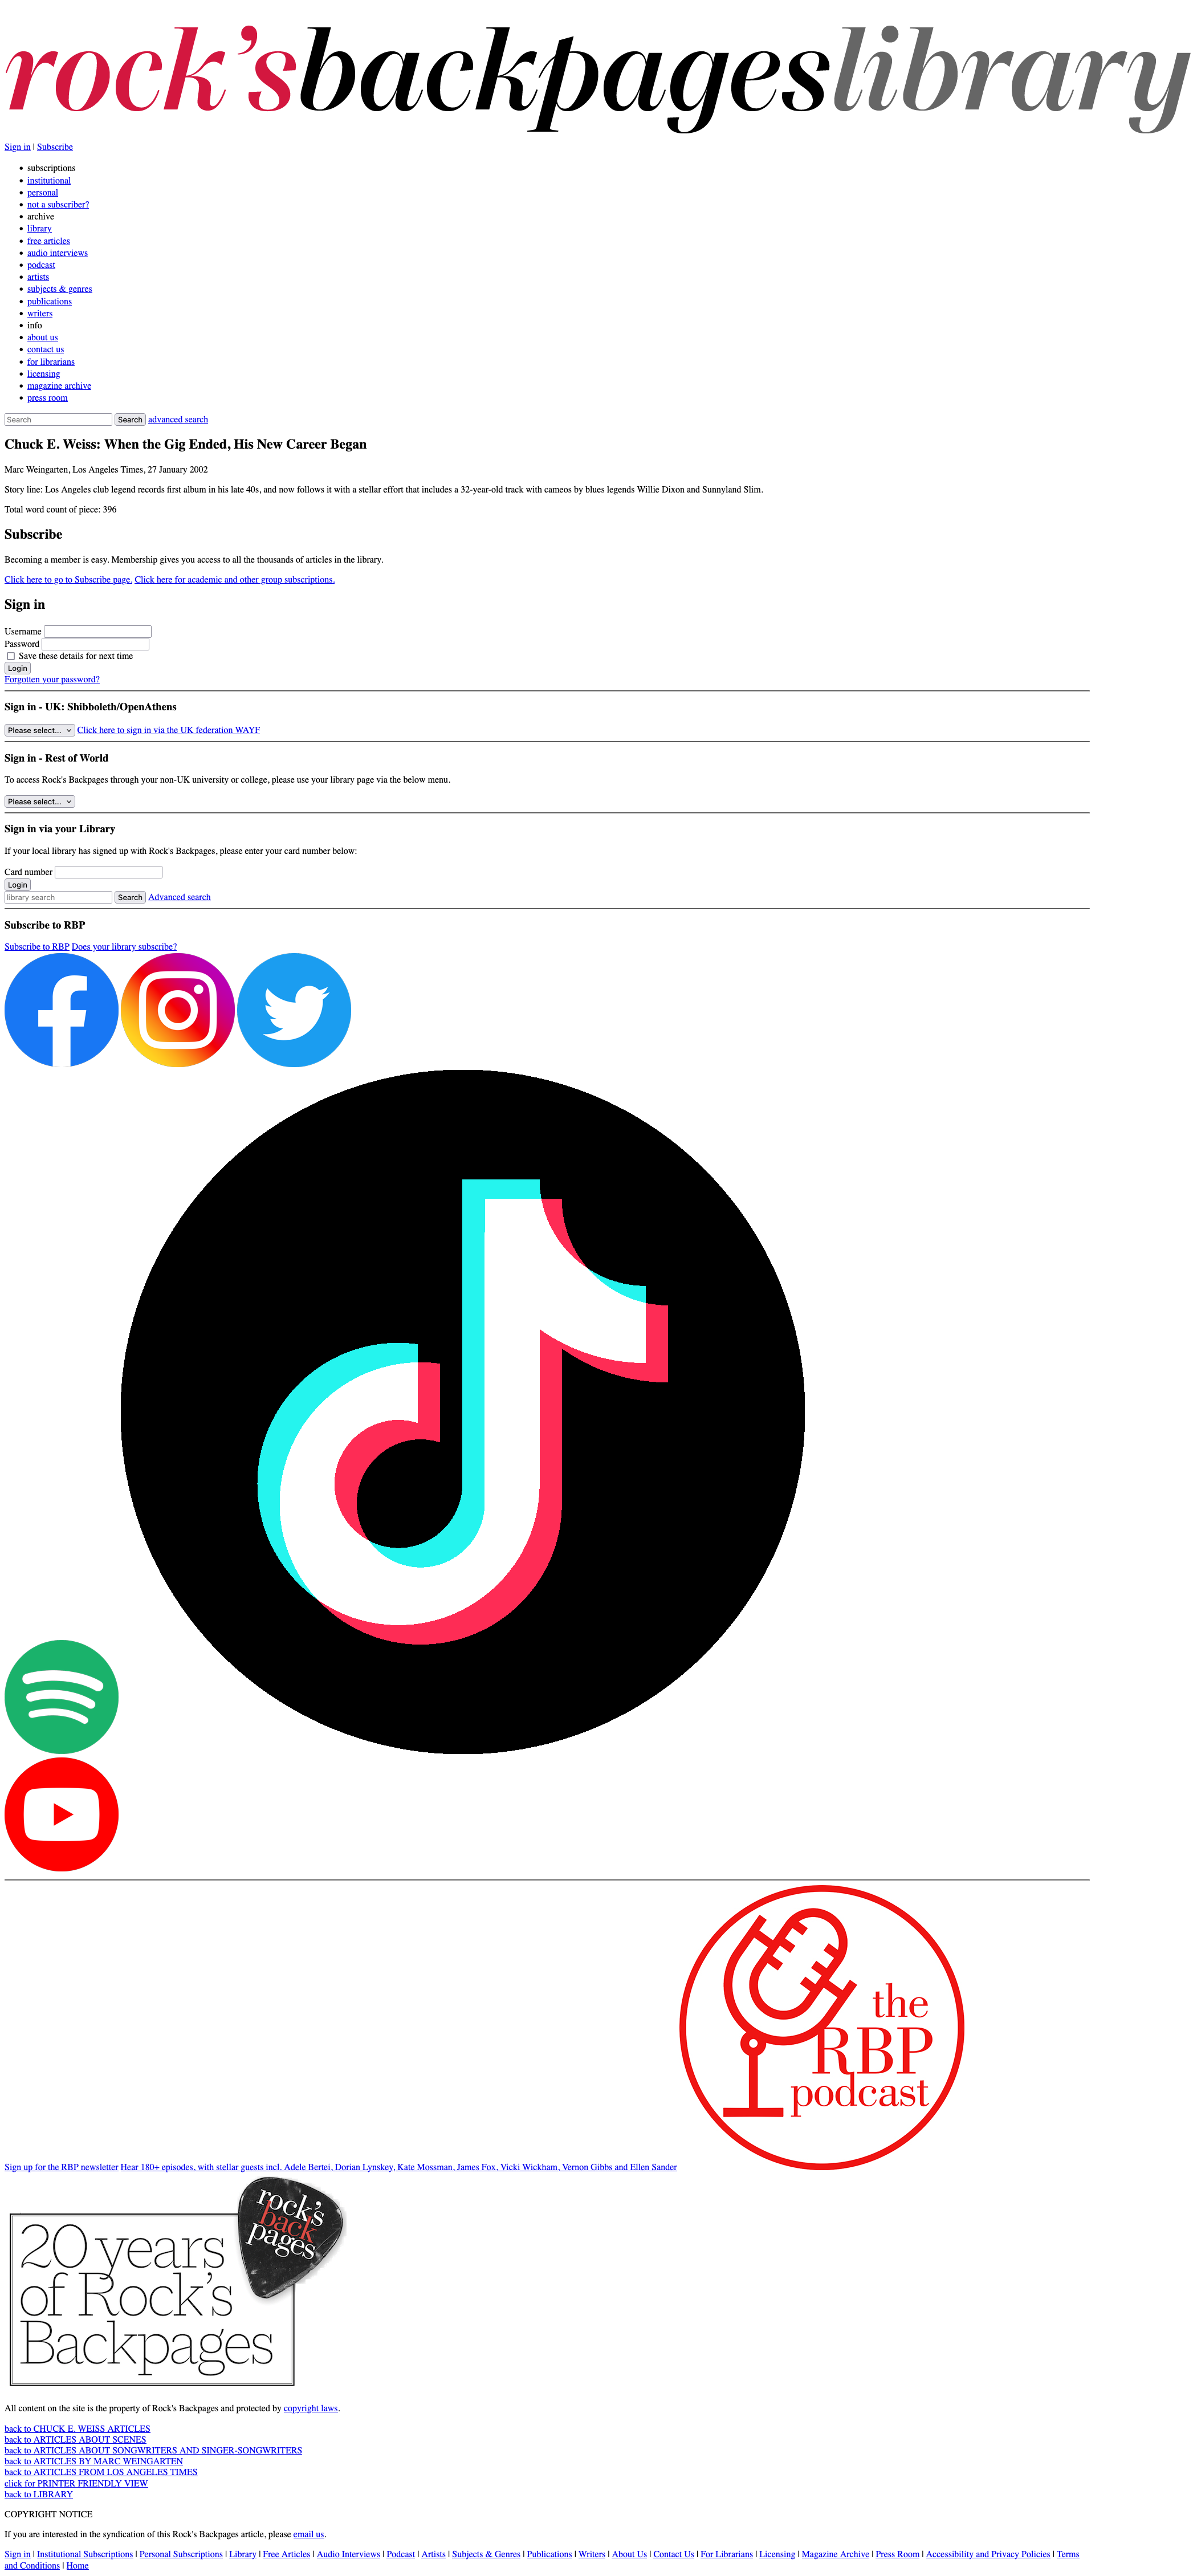 rock'sbackpageslibrary
Sign in | Subscribe
subscriptions
institutional
personal
not a subscriber?
archive
library
free articles
audio interviews
podcast
artists
subjects & genres
publications
writers
info
about us
contact us
for librarians
licensing
magazine archive
press room
Search Search advanced search
Chuck E. Weiss: When the Gig Ended, His New Career Began
Marc Weingarten, Los Angeles Times, 27 January 2002
Story line: Los Angeles club legend records first album in his late 40s, and now follows it with a stellar effort that includes a 32-year-old track with cameos by blues legends Willie Dixon and Sunnyland Slim.
Total word count of piece: 396
Subscribe
Becoming a member is easy. Membership gives you access to all the thousands of articles in the library.
Click here to go to Subscribe page. Click here for academic and other group subscriptions.
Sign in
Username
Password
Save these details for next time
Login
Forgotten your password?
Sign in - UK: Shibboleth/OpenAthens
Please select... Click here to sign in via the UK federation WAYF
Sign in - Rest of World
To access Rock's Backpages through your non-UK university or college, please use your library page via the below menu.
Please select...
Sign in via your Library
If your local library has signed up with Rock's Backpages, please enter your card number below:
Card number
Login
library search Search Advanced search
Subscribe to RBP
Subscribe to RBP Does your library subscribe?
the
RBP
podcast
Sign up for the RBP newsletter Hear 180+ episodes, with stellar guests incl. Adele Bertei, Dorian Lynskey, Kate Mossman, James Fox, Vicki Wickham, Vernon Gibbs and Ellen Sander
rock's
back
pages
20 years
of Rock's
Backpages
All content on the site is the property of Rock's Backpages and protected by copyright laws.
back to CHUCK E. WEISS ARTICLES
back to ARTICLES ABOUT SCENES
back to ARTICLES ABOUT SONGWRITERS AND SINGER-SONGWRITERS
back to ARTICLES BY MARC WEINGARTEN
back to ARTICLES FROM LOS ANGELES TIMES
click for PRINTER FRIENDLY VIEW
back to LIBRARY
COPYRIGHT NOTICE
If you are interested in the syndication of this Rock's Backpages article, please email us.
Sign in | Institutional Subscriptions | Personal Subscriptions | Library | Free Articles | Audio Interviews | Podcast | Artists | Subjects & Genres | Publications | Writers | About Us | Contact Us | For Librarians | Licensing | Magazine Archive | Press Room | Accessibility and Privacy Policies | Terms
and Conditions | Home